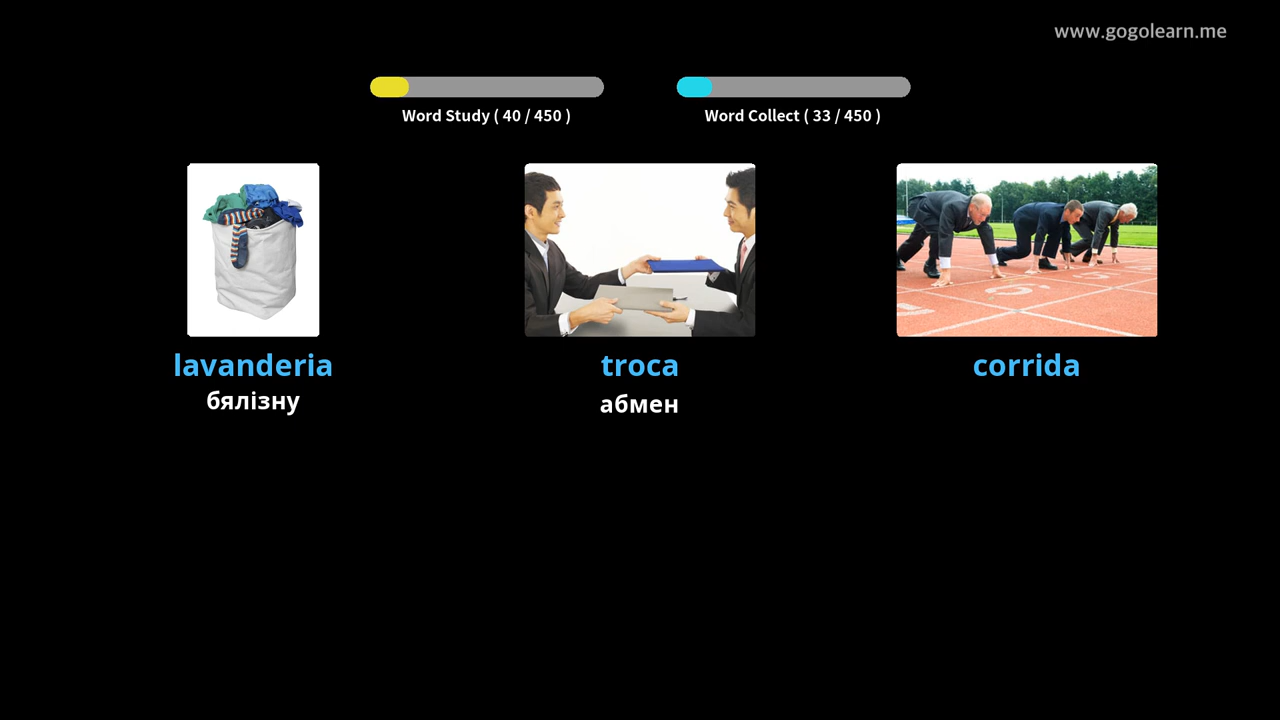 www.gogolearn.me
Word Study ( 40 / 450 )
Word Collect ( 33 / 450 )
lavanderia
бялізну
troca
абмен
corrida